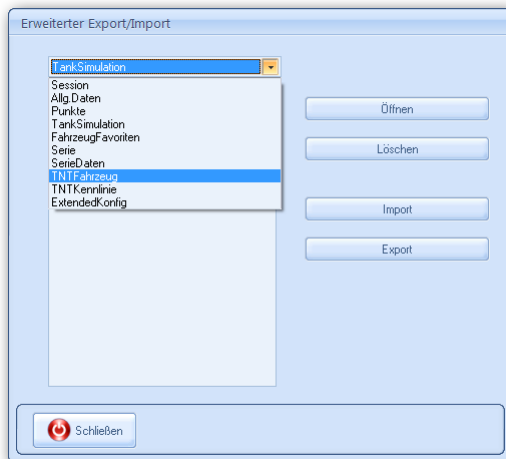 Erweiterter Export/Import
TankSimulation
Session
Allg.Daten
Punkte
TankSimulation
FahrzeugFavoriten
Serie
SerieDaten
TNTFahrzeug
TNTKennlinie
ExtendedKonfig
Öffnen
Löschen
Import
Export
Schließen